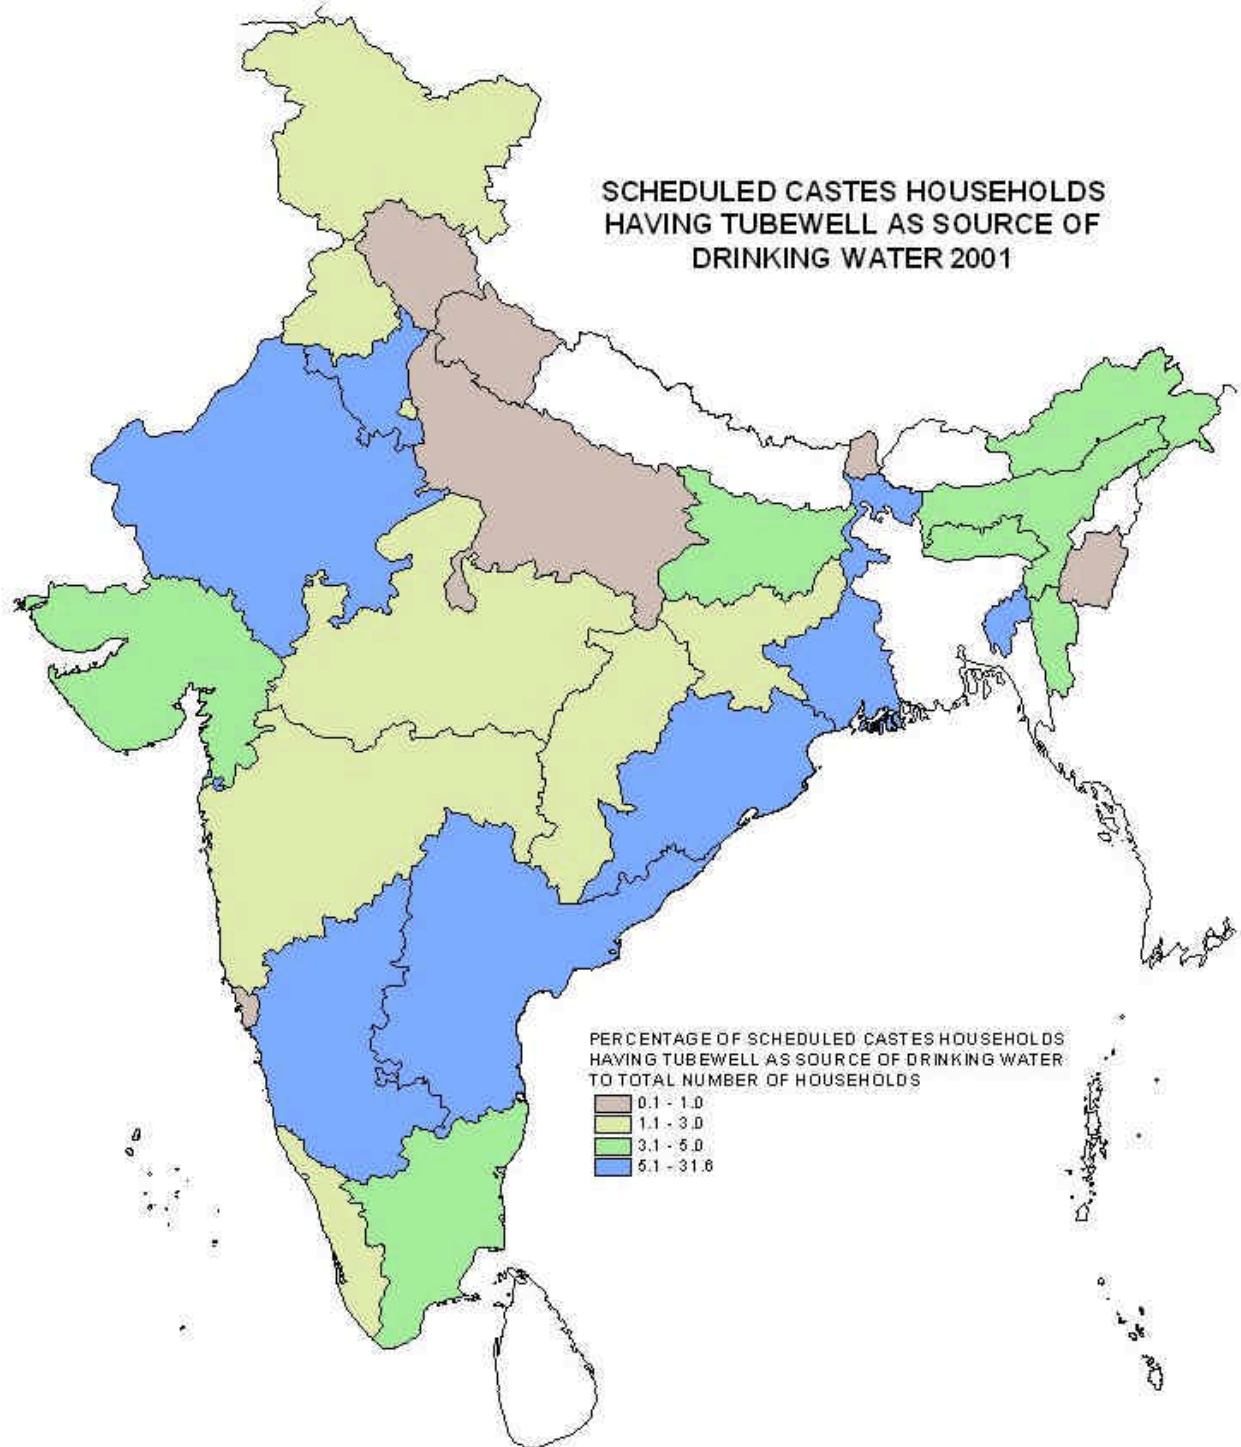 SCHEDULED CASTES HOUSEHOLDS
HAVING TUBEWELL AS SOURCE OF
DRINKING WATER 2001
PERCENTAGE OF SCHEDULED CASTES HOUSEHOLDS
HAVING TUBEWELL AS SOURCE OF DRINKING WATER
TO TOTAL NUMBER OF HOUSEHOLDS
0.1 - 1.0
1.1 - 3.0
3.1 - 5.0
5.1 - 31.6